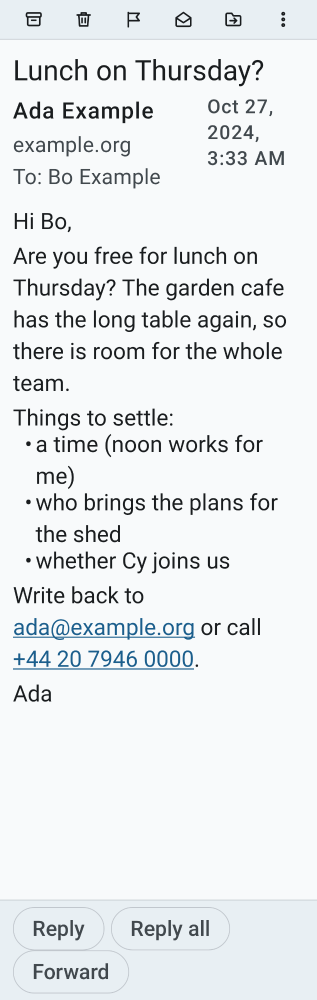 Lunch on Thursday?
Ada Example
Oct 27,
2024,
3:33 AM
example.org
To: Bo Example
Hi Bo,
Are you free for lunch on
Thursday? The garden cafe
has the long table again, so
there is room for the whole
team.
Things to settle:
• a time (noon works for
me)
• who brings the plans for
the shed
• whether Cy joins us
Write back to
ada@example.org or call
+44 20 7946 0000.
Ada
Reply
Reply all
Forward